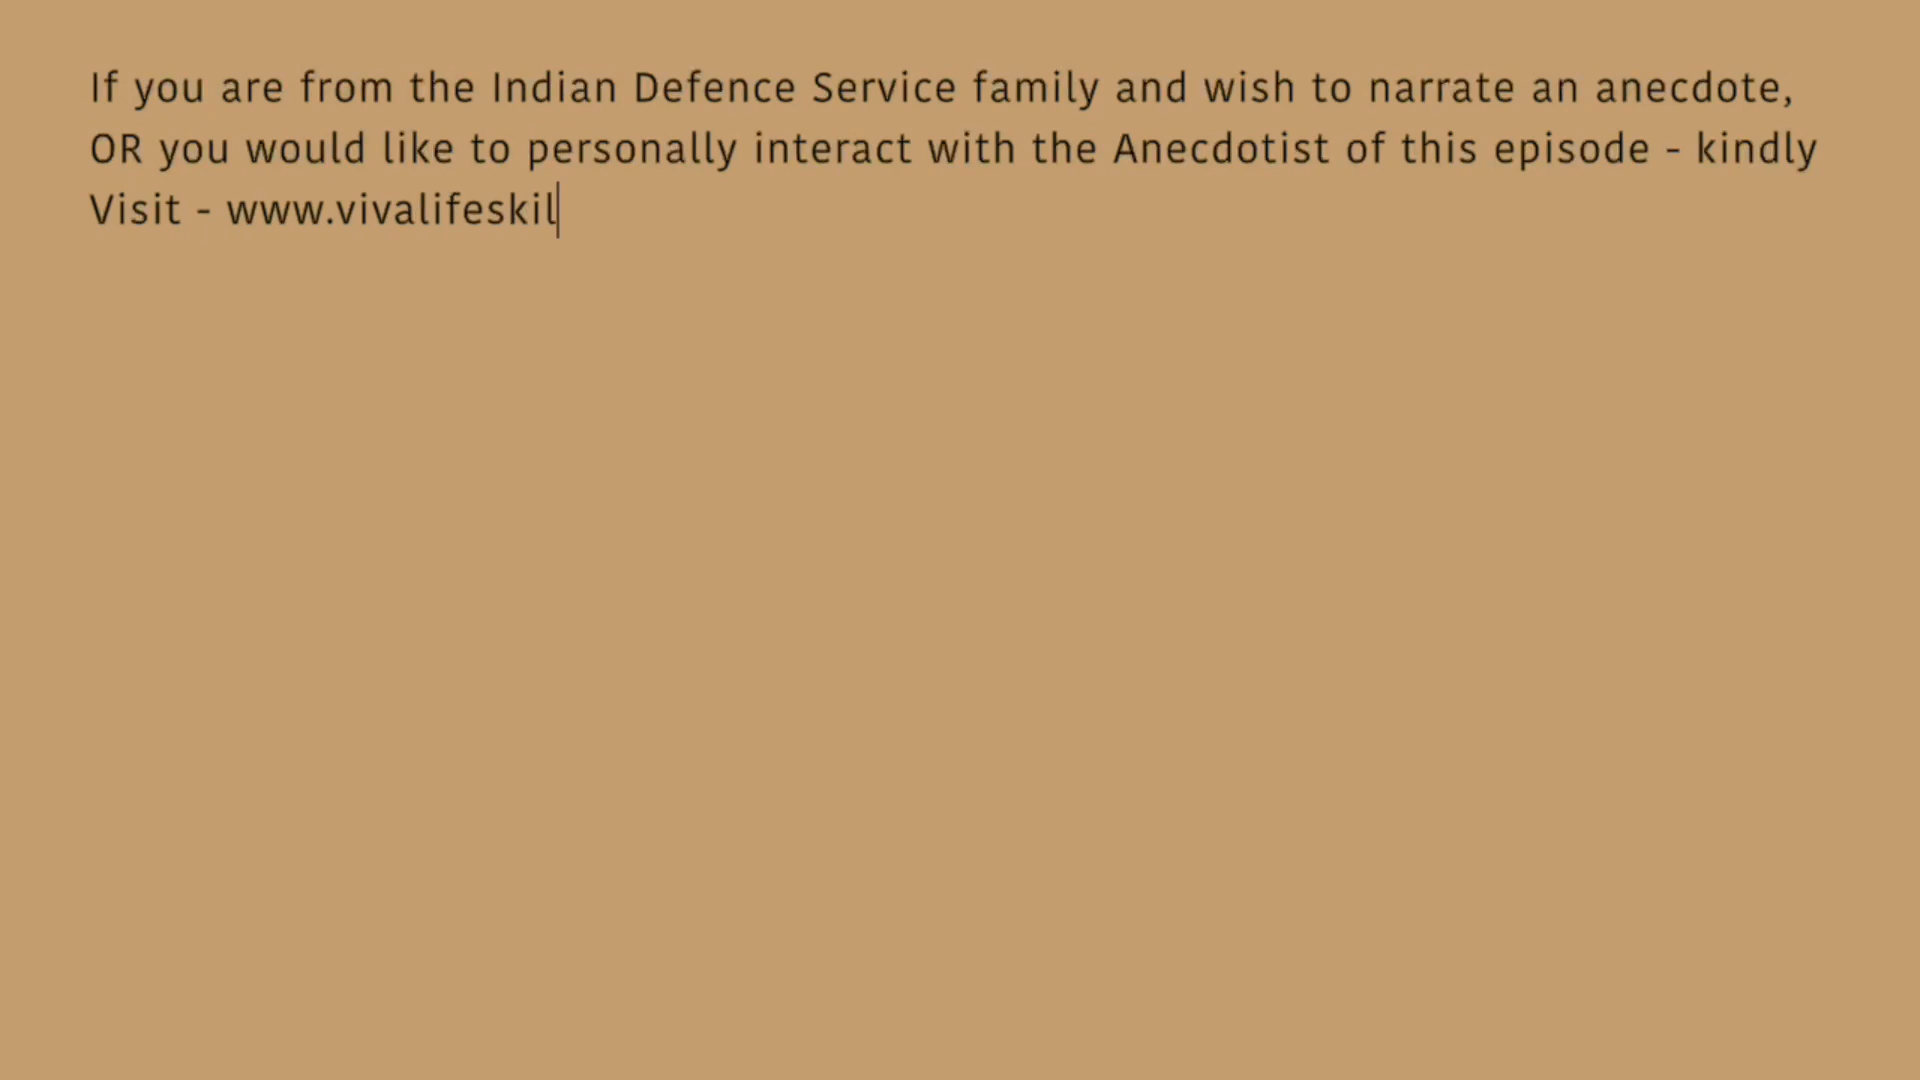 If you are from the Indian Defence Service family and wish to narrate an anecdote,
OR you would like to personally interact with the Anecdotist of this episode - kindly
Visit - www.vivalifeskil